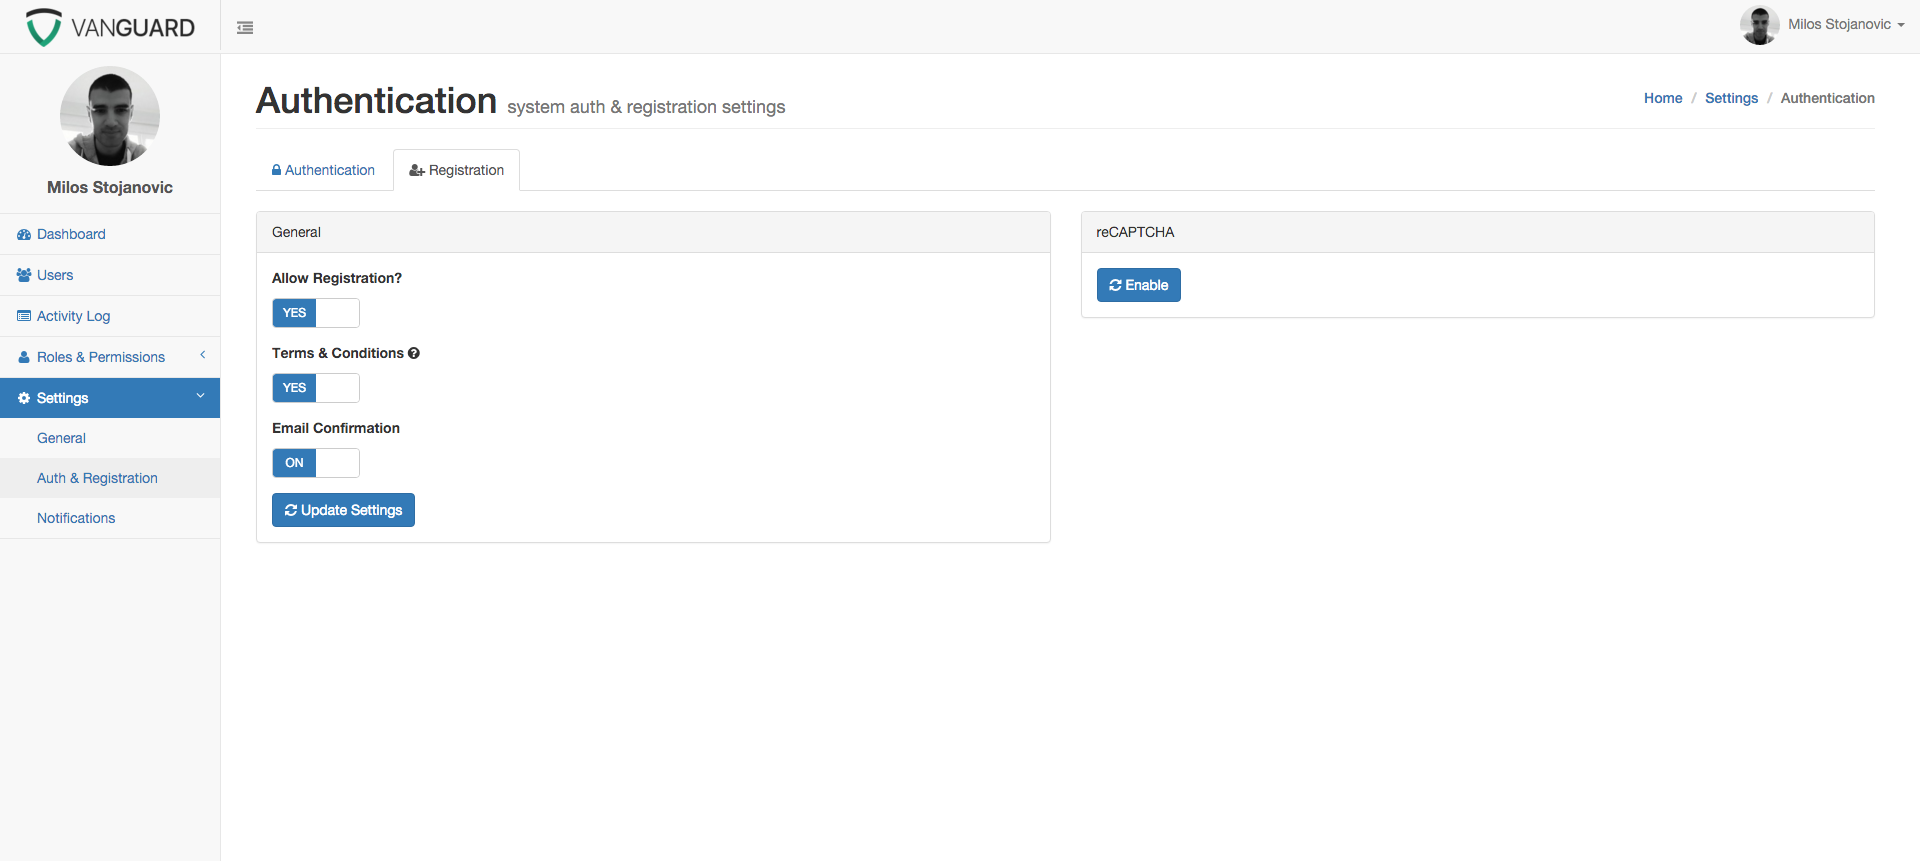 VANGUARD
Milos Stojanovic
Milos Stojanovic
Dashboard
Users
Activity Log
Roles & Permissions
Settings
General
Auth & Registration
Notifications
Authentication system auth & registration settings
Home / Settings / Authentication
Authentication
Registration
General
Allow Registration?
YES
Terms & Conditions
YES
Email Confirmation
ON
Update Settings
reCAPTCHA
Enable